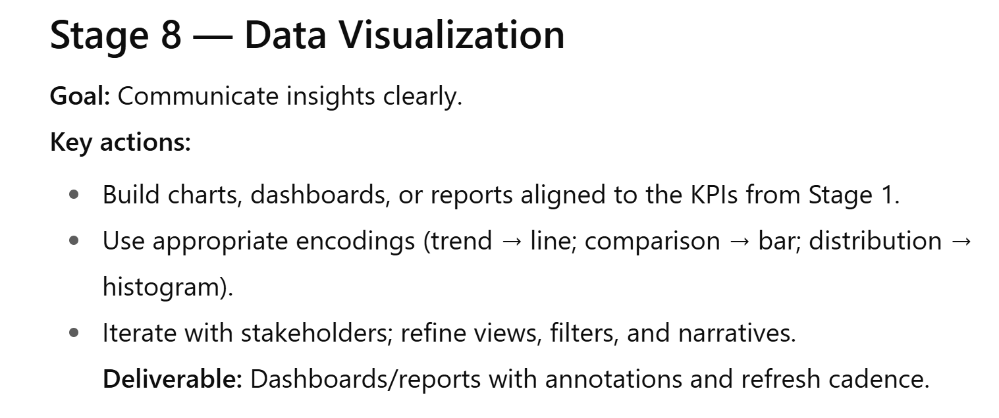 Stage 8 — Data Visualization
Goal: Communicate insights clearly.
Key actions:
• Build charts, dashboards, or reports aligned to the KPIs from Stage 1.
• Use appropriate encodings (trend → line; comparison → bar; distribution →
histogram).
• Iterate with stakeholders; refine views, filters, and narratives.
Deliverable: Dashboards/reports with annotations and refresh cadence.